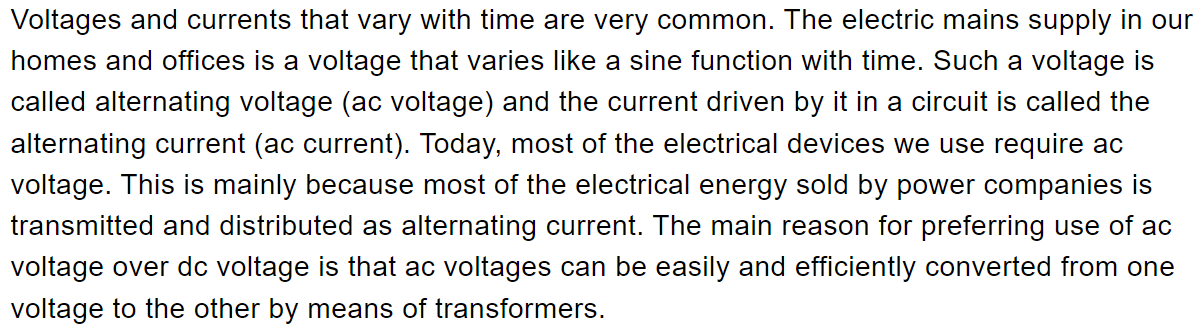 Voltages and currents that vary with time are very common. The electric mains supply in our
homes and offices is a voltage that varies like a sine function with time. Such a voltage is
called alternating voltage (ac voltage) and the current driven by it in a circuit is called the
alternating current (ac current). Today, most of the electrical devices we use require ac
voltage. This is mainly because most of the electrical energy sold by power companies is
transmitted and distributed as alternating current. The main reason for preferring use of ac
voltage over dc voltage is that ac voltages can be easily and efficiently converted from one
voltage to the other by means of transformers.